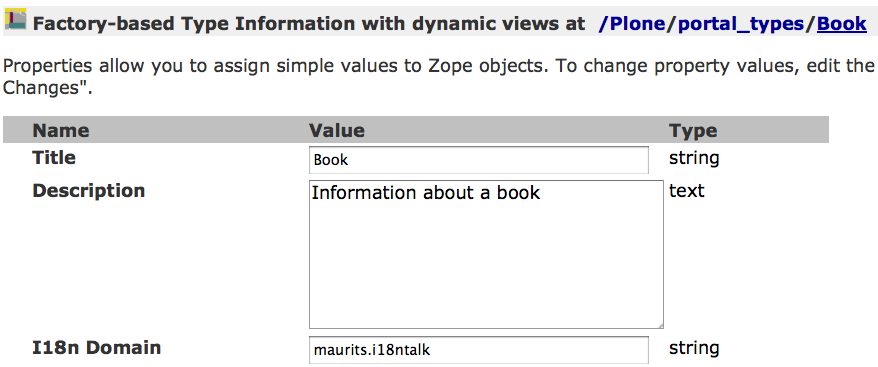 Factory-based Type Information with dynamic views at /Plone/portal_types/Book
Properties allow you to assign simple values to Zope objects. To change property values, edit the
Changes".
Name Value Type
Title Book string
Description Information about a book text
I18n Domain maurits.i18ntalk string